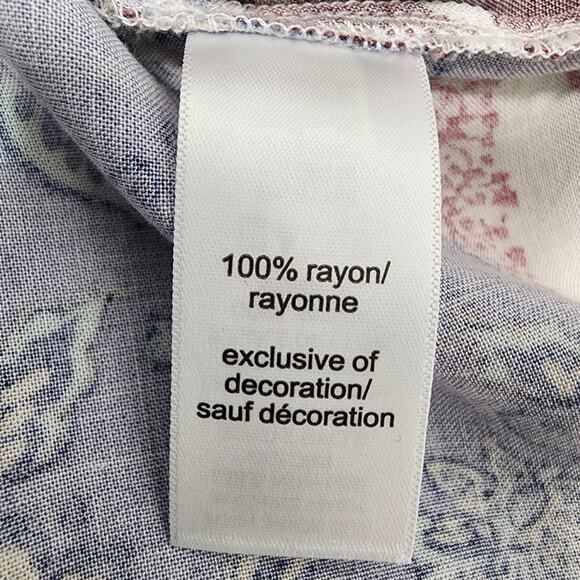 100% rayon/
rayonne
exclusive of
decoration/
sauf décoration